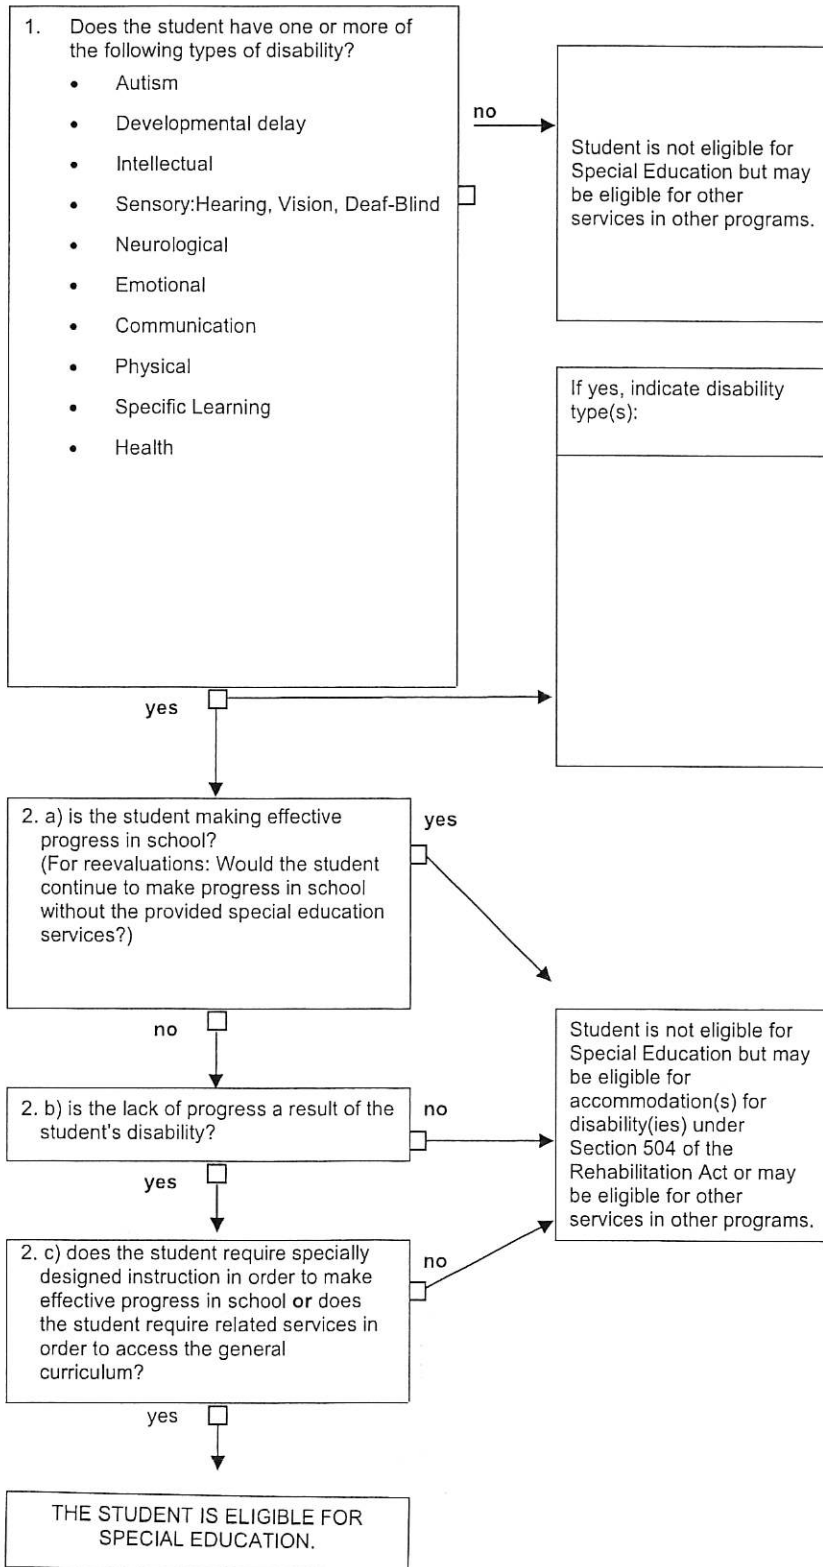 1. Does the student have one or more of
the following types of disability?
• Autism
• Developmental delay
• Intellectual
• Sensory:Hearing, Vision, Deaf-Blind
• Neurological
• Emotional
• Communication
• Physical
• Specific Learning
• Health
no
Student is not eligible for
Special Education but may
be eligible for other
services in other programs.
If yes, indicate disability
type(s):
yes
2. a) is the student making effective
progress in school?
(For reevaluations: Would the student
continue to make progress in school
without the provided special education
services?)
yes
no
2. b) is the lack of progress a result of the
student's disability?
no
Student is not eligible for
Special Education but may
be eligible for
accommodation(s) for
disability(ies) under
Section 504 of the
Rehabilitation Act or may
be eligible for other
services in other programs.
yes
2. c) does the student require specially
designed instruction in order to make
effective progress in school or does
the student require related services in
order to access the general
curriculum?
no
yes
THE STUDENT IS ELIGIBLE FOR
SPECIAL EDUCATION.